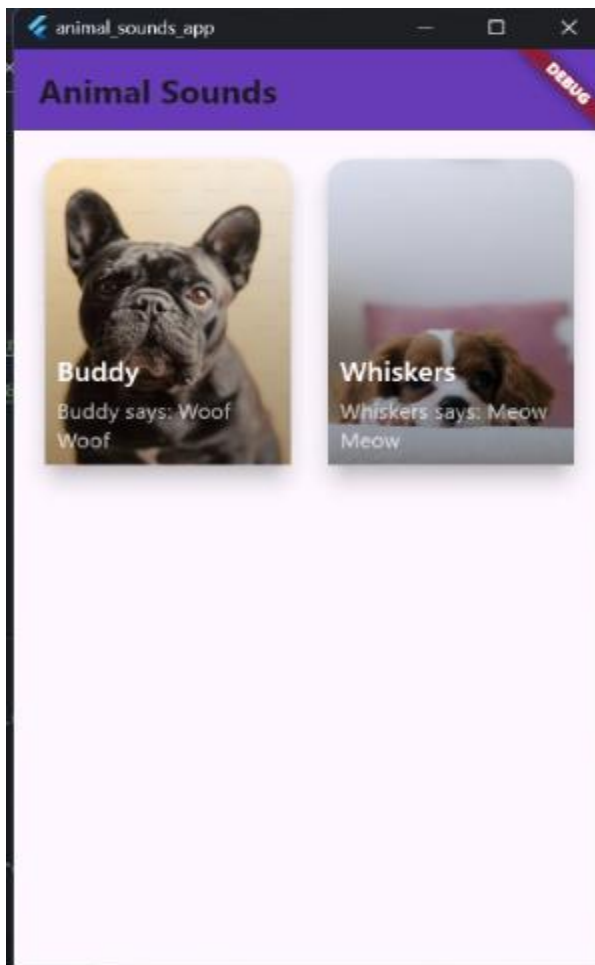 animal_sounds_app
DEBUG
Animal Sounds
Buddy
Buddy says: Woof
Woof
Whiskers
Whiskers says: Meow
Meow